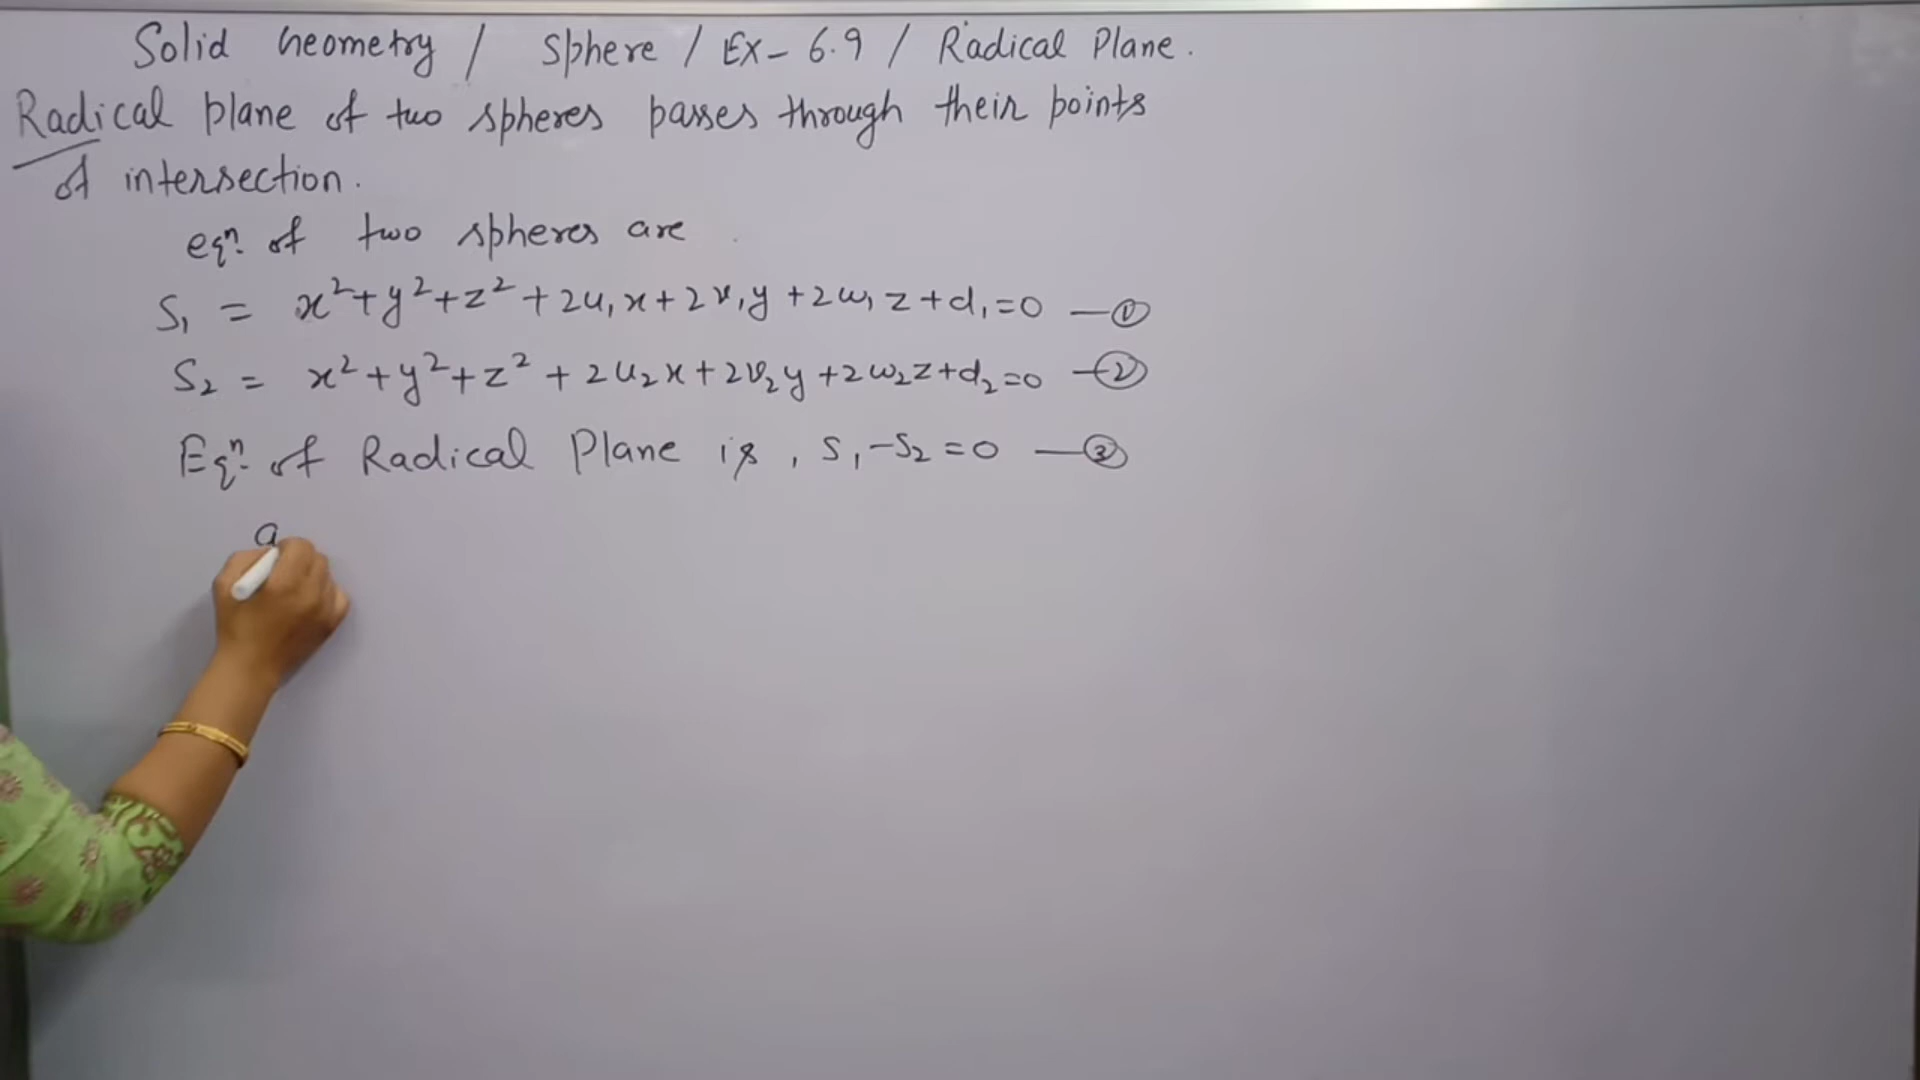 Solid Geometry / Sphere / Ex- 6.9 / Radical Plane.
Radical plane of two spheres passes through their points
of intersection.
eqn. of two spheres are
S₁ = x²+y²+z²+2u₁x+2v₁y+2w₁z+d₁=0 —①
S₂ = x²+y²+z²+2u₂x+2v₂y+2w₂z+d₂=0 —②
Eqn. of Radical Plane is, S₁-S₂=0 —③
a